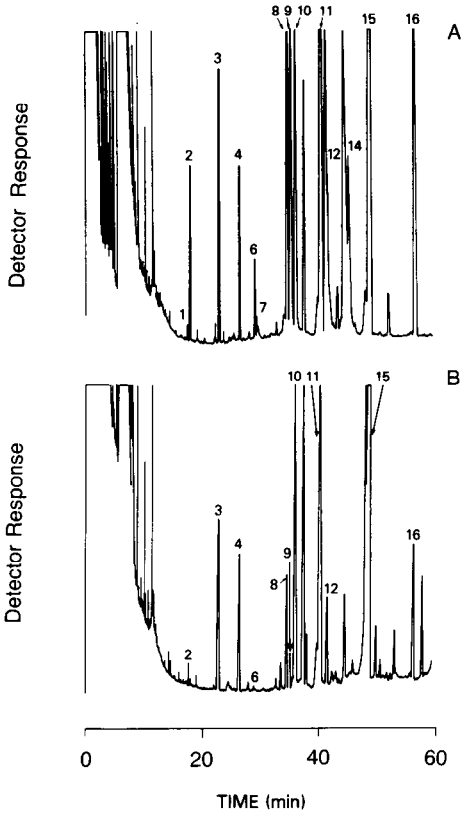 8 9 10 11 15 16 A
3
2 4 12 14
6
1 7
Detector Response
10 11 15 B
3
4 9 16
8 12
2 6
Detector Response
0 20 40 60
TIME (min)